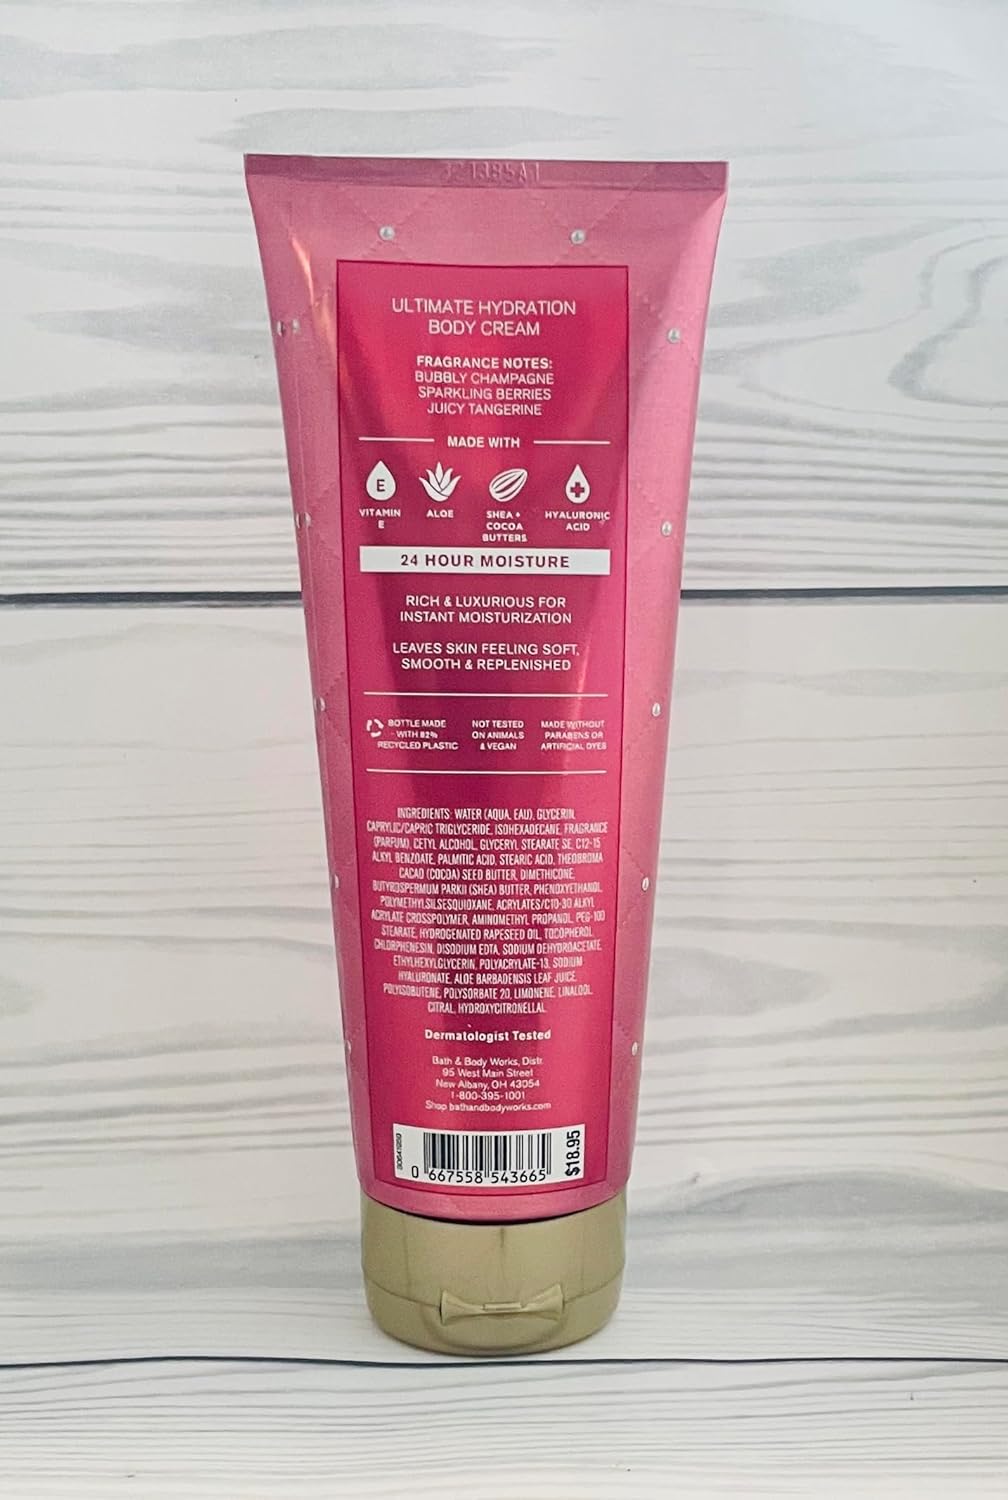 321385A1
ULTIMATE HYDRATION
BODY CREAM
FRAGRANCE NOTES:
BUBBLY CHAMPAGNE
SPARKLING BERRIES
JUICY TANGERINE
MADE WITH
E
VITAMIN
E
ALOE
SHEA +
COCOA
BUTTERS
HYALURONIC
ACID
24 HOUR MOISTURE
RICH & LUXURIOUS FOR
INSTANT MOISTURIZATION
LEAVES SKIN FEELING SOFT,
SMOOTH & REPLENISHED
BOTTLE MADE
WITH 82%
RECYCLED PLASTIC
NOT TESTED
ON ANIMALS
& VEGAN
MADE WITHOUT
PARABENS OR
ARTIFICIAL DYES
INGREDIENTS: WATER (AQUA, EAU), GLYCERIN,
CAPRYLIC/CAPRIC TRIGLYCERIDE, ISOHEXADECANE, FRAGRANCE
(PARFUM), CETYL ALCOHOL, GLYCERYL STEARATE SE, C12-15
ALKYL BENZOATE, PALMITIC ACID, STEARIC ACID, THEOBROMA
CACAO (COCOA) SEED BUTTER, DIMETHICONE,
BUTYROSPERMUM PARKII (SHEA) BUTTER, PHENOXYETHANOL,
POLYMETHYLSILSESQUIOXANE, ACRYLATES/C10-30 ALKYL
ACRYLATE CROSSPOLYMER, AMINOMETHYL PROPANOL, PEG-100
STEARATE, HYDROGENATED RAPESEED OIL, TOCOPHEROL,
CHLORPHENESIN, DISODIUM EDTA, SODIUM DEHYDROACETATE,
ETHYLHEXYLGLYCERIN, POLYACRYLATE-13, SODIUM
HYALURONATE, ALOE BARBADENSIS LEAF JUICE,
POLYISOBUTENE, POLYSORBATE 20, LIMONENE, LINALOOL,
CITRAL, HYDROXYCITRONELLAL
Dermatologist Tested
Bath & Body Works, Distr.
95 West Main Street
New Albany, OH 43054
1-800-395-1001
Shop bathandbodyworks.com
0 667558 543665
$18.95